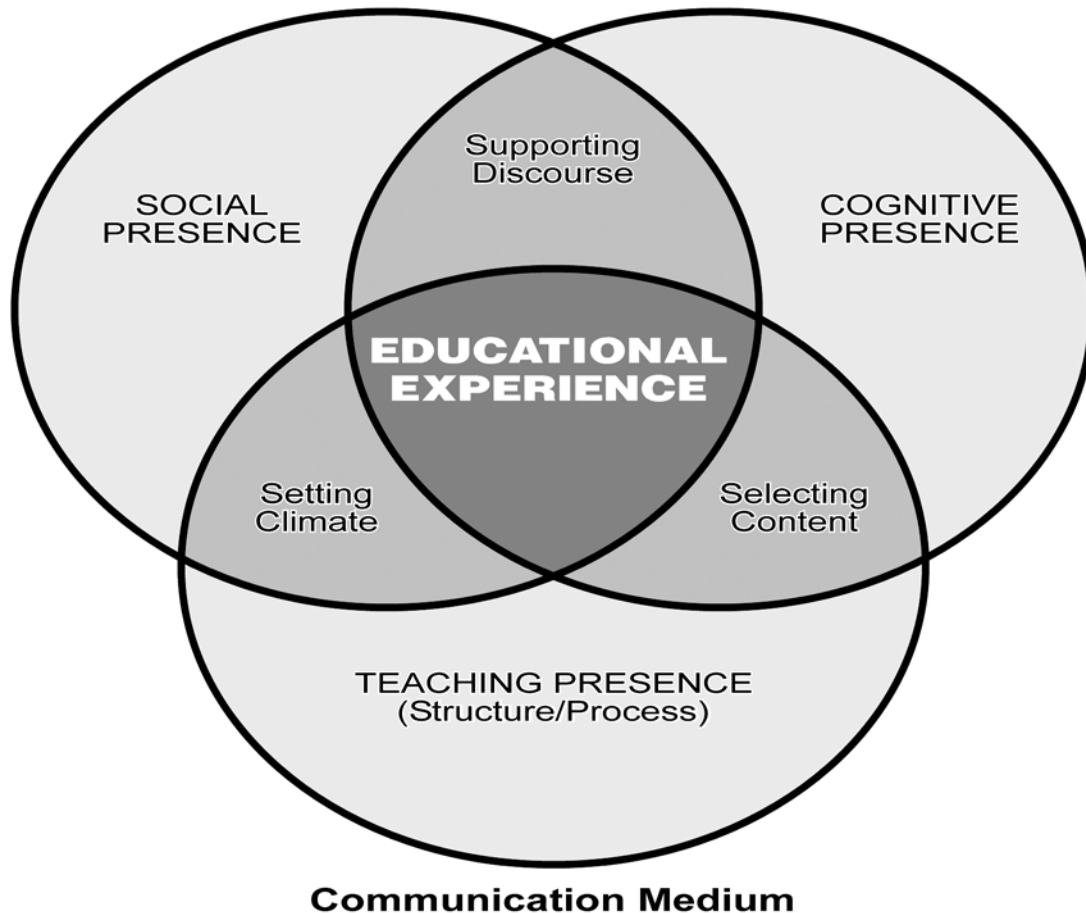 Supporting
Discourse
SOCIAL
PRESENCE
COGNITIVE
PRESENCE
EDUCATIONAL
EXPERIENCE
Setting
Climate
Selecting
Content
TEACHING PRESENCE
(Structure/Process)
Communication Medium